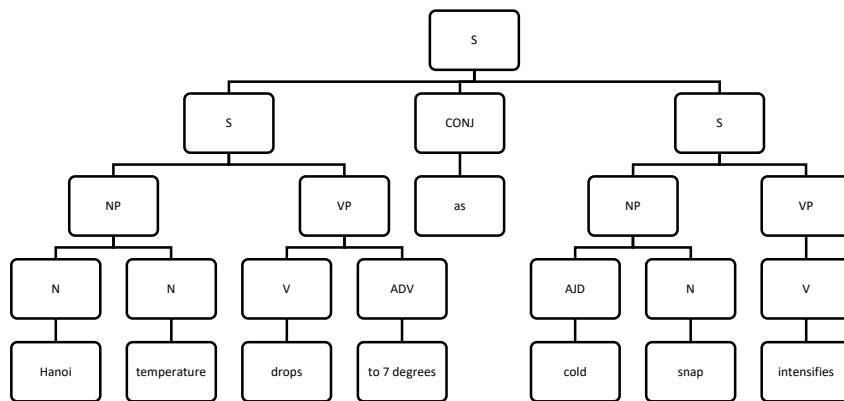 S
S CONJ S
NP VP as NP VP
N N V ADV AJD N V
Hanoi temperature drops to 7 degrees cold snap intensifies